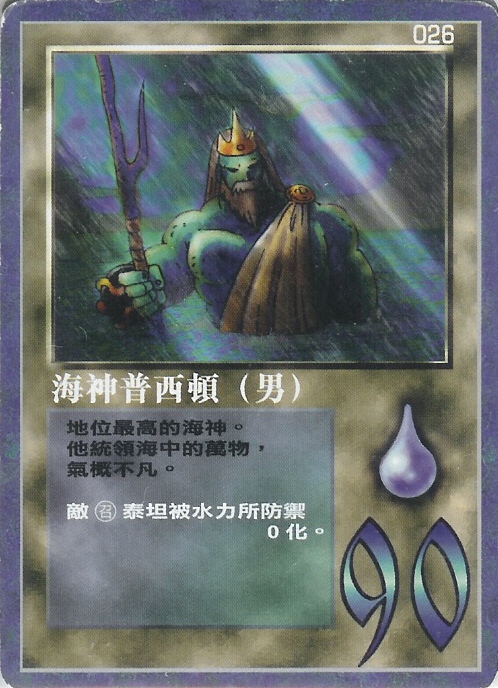 026
海神普西頓（男）
地位最高的海神。
他統領海中的萬物，
氣概不凡。
敵㊁泰坦被水力所防禦
0化。
90